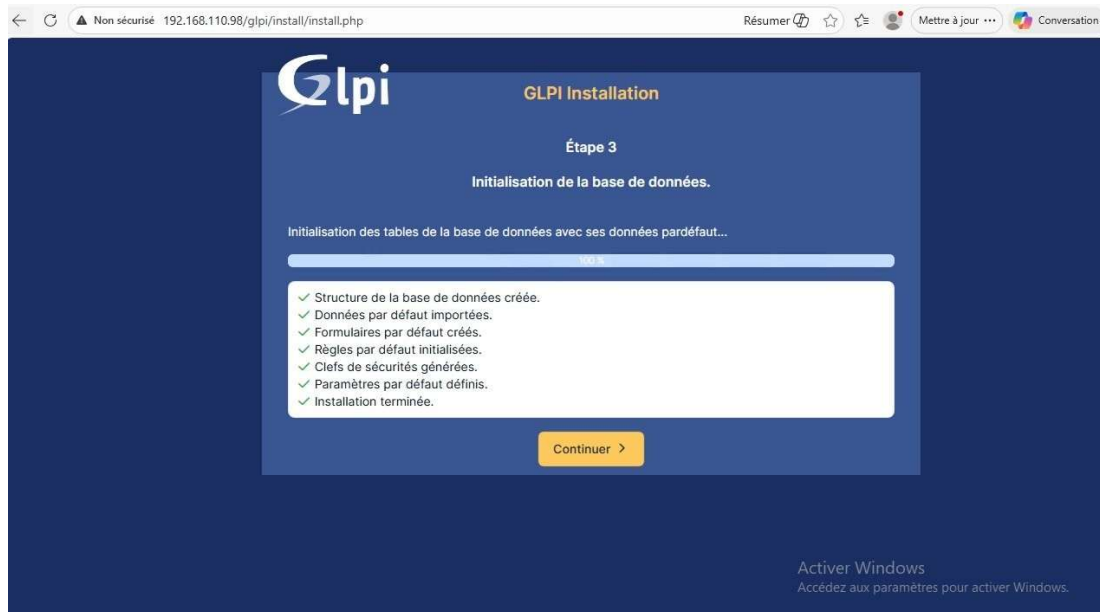 Non sécurisé 192.168.110.98/glpi/install/install.php Résumer Mettre à jour ... Conversation
Glpi
GLPI Installation
Étape 3
Initialisation de la base de données.
Initialisation des tables de la base de données avec ses données pardéfaut...
100 %
Structure de la base de données créée.
Données par défaut importées.
Formulaires par défaut créés.
Règles par défaut initialisées.
Clefs de sécurités générées.
Paramètres par défaut définis.
Installation terminée.
Continuer >
Activer Windows
Accédez aux paramètres pour activer Windows.